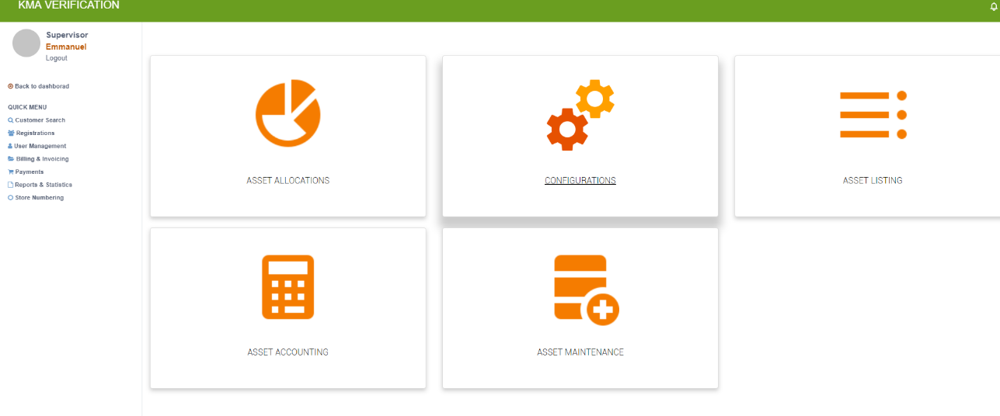 KMA VERIFICATION
Supervisor
Emmanuel
Logout
Back to dashborad
QUICK MENU
Customer Search
Registrations
User Management
Billing & Invoicing
Payments
Reports & Statistics
Store Numbering
ASSET ALLOCATIONS
CONFIGURATIONS
ASSET LISTING
ASSET ACCOUNTING
ASSET MAINTENANCE